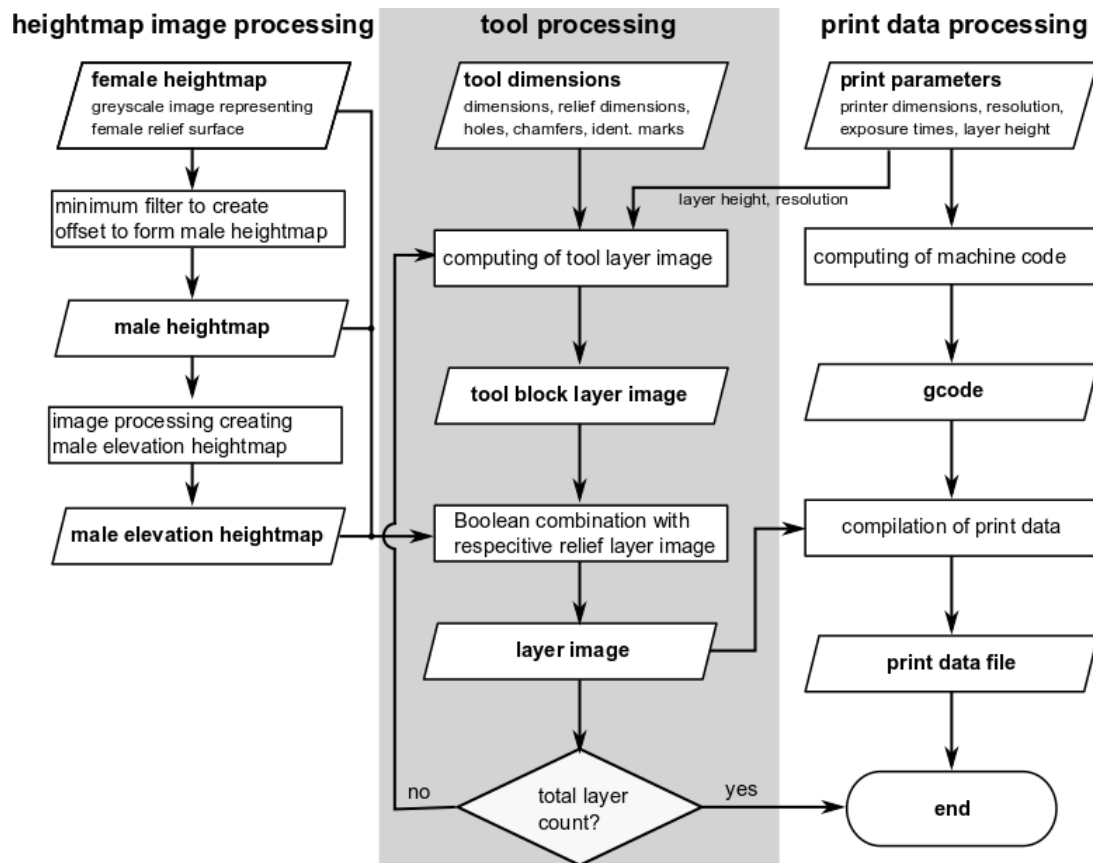 heightmap image processing
tool processing
print data processing
female heightmap
greyscale image representing
female relief surface
tool dimensions
dimensions, relief dimensions,
holes, chamfers, ident. marks
print parameters
printer dimensions, resolution,
exposure times, layer height
layer height, resolution
minimum filter to create
offset to form male heightmap
computing of tool layer image
computing of machine code
male heightmap
tool block layer image
gcode
image processing creating
male elevation heightmap
male elevation heightmap
Boolean combination with
respecitive relief layer image
compilation of print data
layer image
print data file
no
total layer
count?
yes
end